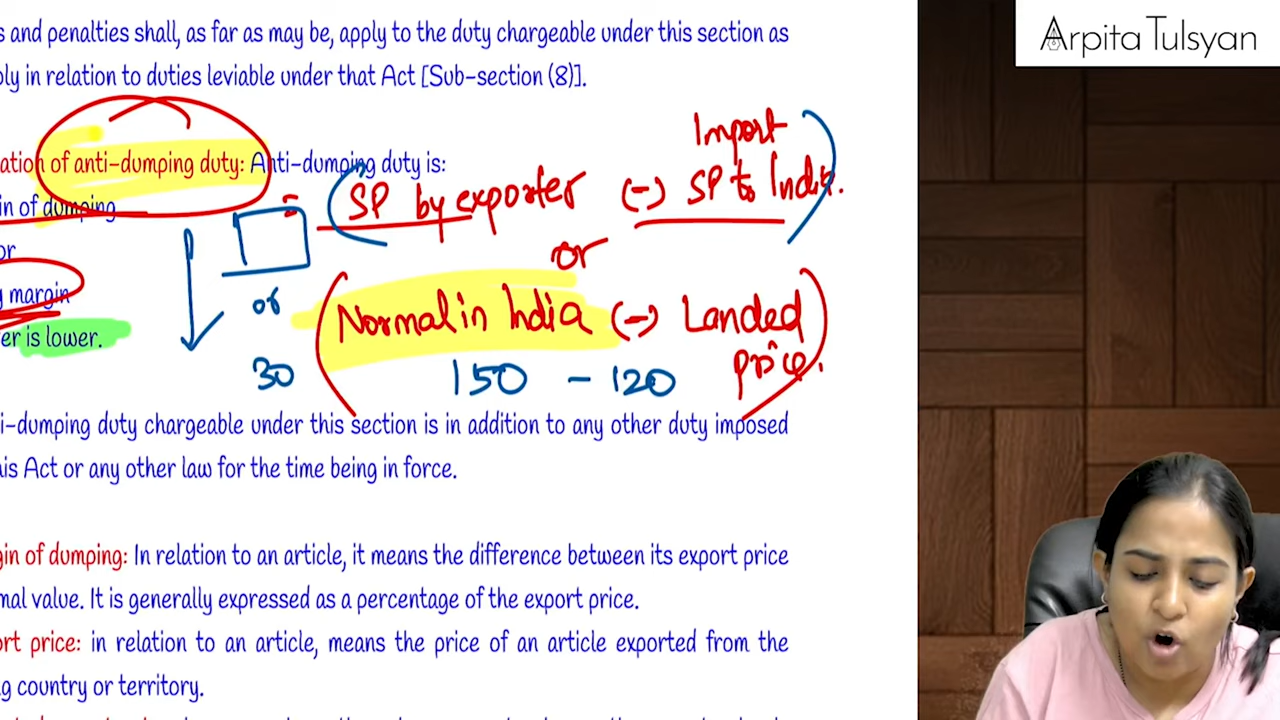 Arpita Tulsyan
s and penalties shall, as far as may be, apply to the duty chargeable under this section as
ply in relation to duties leviable under that Act [Sub-section (8)].
ation of anti-dumping duty: Anti-dumping duty is:
in of dumping
or
g margin
er is lower.
SP by exporter (-) Import SP to India.
or
Normal in India (-) Landed price.
or
30 150 - 120
i-dumping duty chargeable under this section is in addition to any other duty imposed
his Act or any other law for the time being in force.
gin of dumping: In relation to an article, it means the difference between its export price
mal value. It is generally expressed as a percentage of the export price.
ort price: in relation to an article, means the price of an article exported from the
g country or territory.